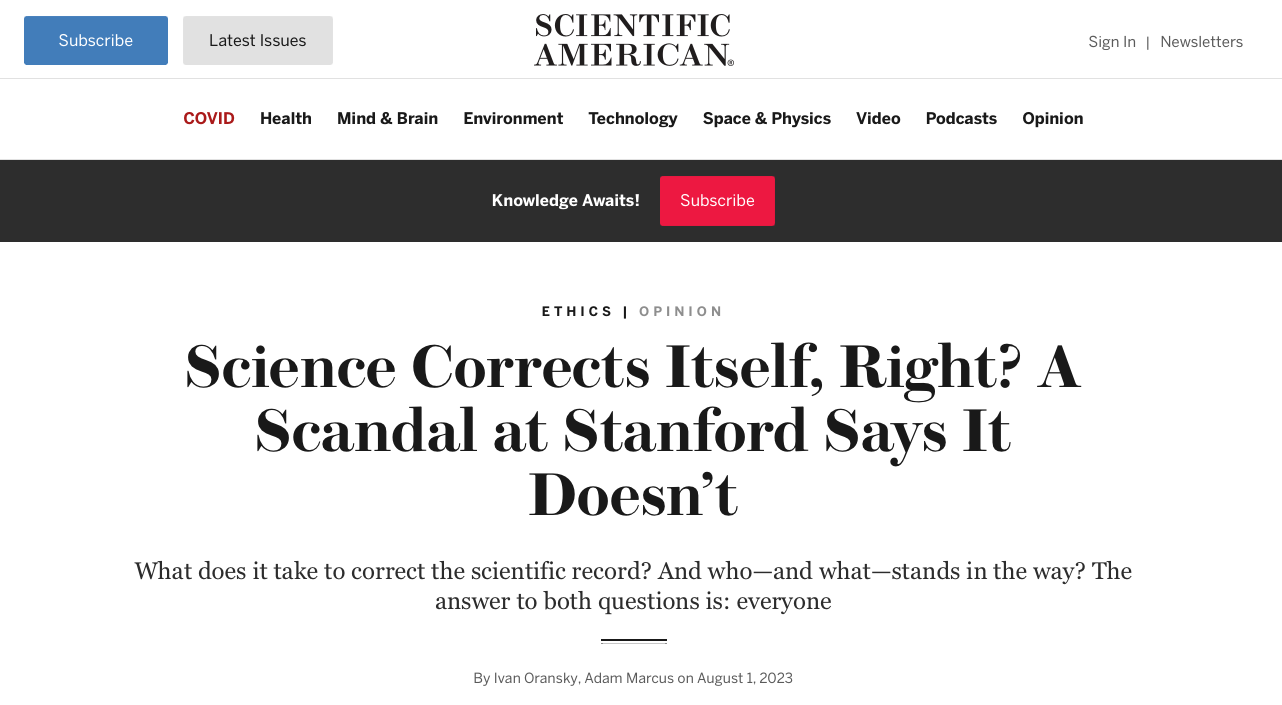 Subscribe
Latest Issues
SCIENTIFIC
AMERICAN®
Sign In | Newsletters
COVID Health Mind & Brain Environment Technology Space & Physics Video Podcasts Opinion
Knowledge Awaits! Subscribe
ETHICS | OPINION
Science Corrects Itself, Right? A
Scandal at Stanford Says It
Doesn’t
What does it take to correct the scientific record? And who—and what—stands in the way? The
answer to both questions is: everyone
By Ivan Oransky, Adam Marcus on August 1, 2023